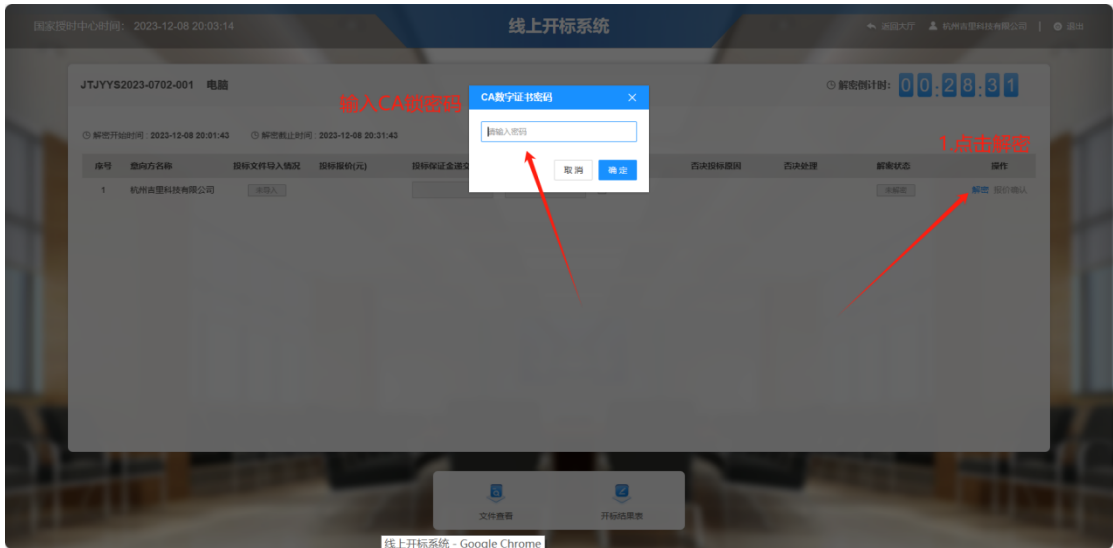 国家授时中心时间： 2023-12-08 20:03:14
线上开标系统
返回大厅 杭州吉里科技有限公司 | 退出
JTJYYS2023-0702-001 电脑
解密倒计时： 00:28:31
输入CA锁密码
CA数字证书密码
解密开始时间：2023-12-08 20:01:43 解密截止时间：2023-12-08 20:31:43
请输入密码
1.点击解密
序号 意向方名称 投标文件导入情况 投标报价(元) 投标保证金递交 否决投标原因 否决处理 解密状态 操作
取消 确定
1 杭州吉里科技有限公司 未导入 未解密 解密 报价确认
文件查看 开标结果表
线上开标系统 - Google Chrome